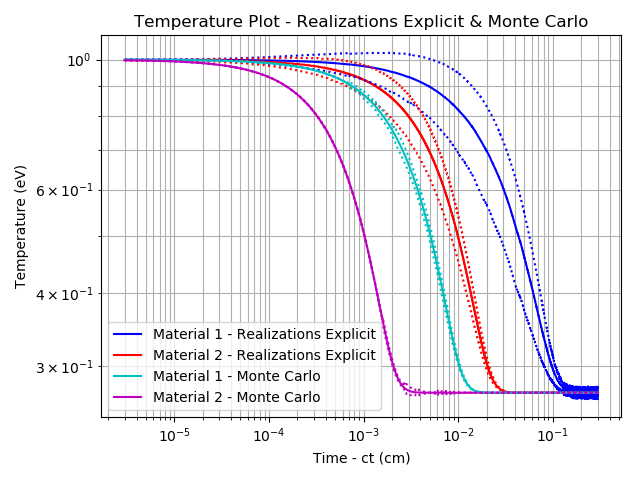 Temperature Plot - Realizations Explicit & Monte Carlo
Temperature (eV)
10⁰
6 × 10⁻¹
4 × 10⁻¹
3 × 10⁻¹
Material 1 - Realizations Explicit
Material 2 - Realizations Explicit
Material 1 - Monte Carlo
Material 2 - Monte Carlo
10⁻⁵ 10⁻⁴ 10⁻³ 10⁻² 10⁻¹
Time - ct (cm)